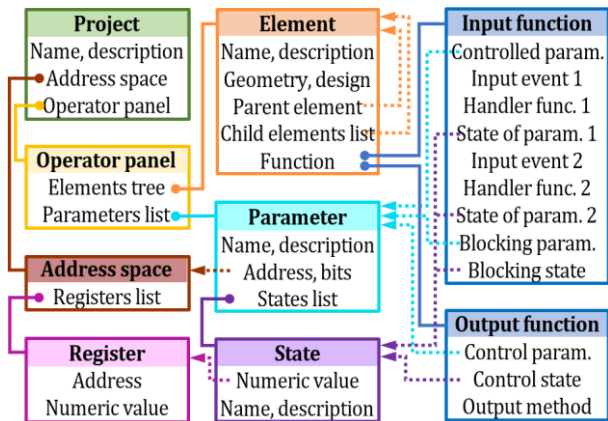 Project
Name, description
Address space
Operator panel
Operator panel
Elements tree
Parameters list
Address space
Registers list
Register
Address
Numeric value
Element
Name, description
Geometry, design
Parent element
Child elements list
Function
Parameter
Name, description
Address, bits
States list
State
Numeric value
Name, description
Input function
Controlled param.
Input event 1
Handler func. 1
State of param. 1
Input event 2
Handler func. 2
State of param. 2
Blocking param.
Blocking state
Output function
Control param.
Control state
Output method